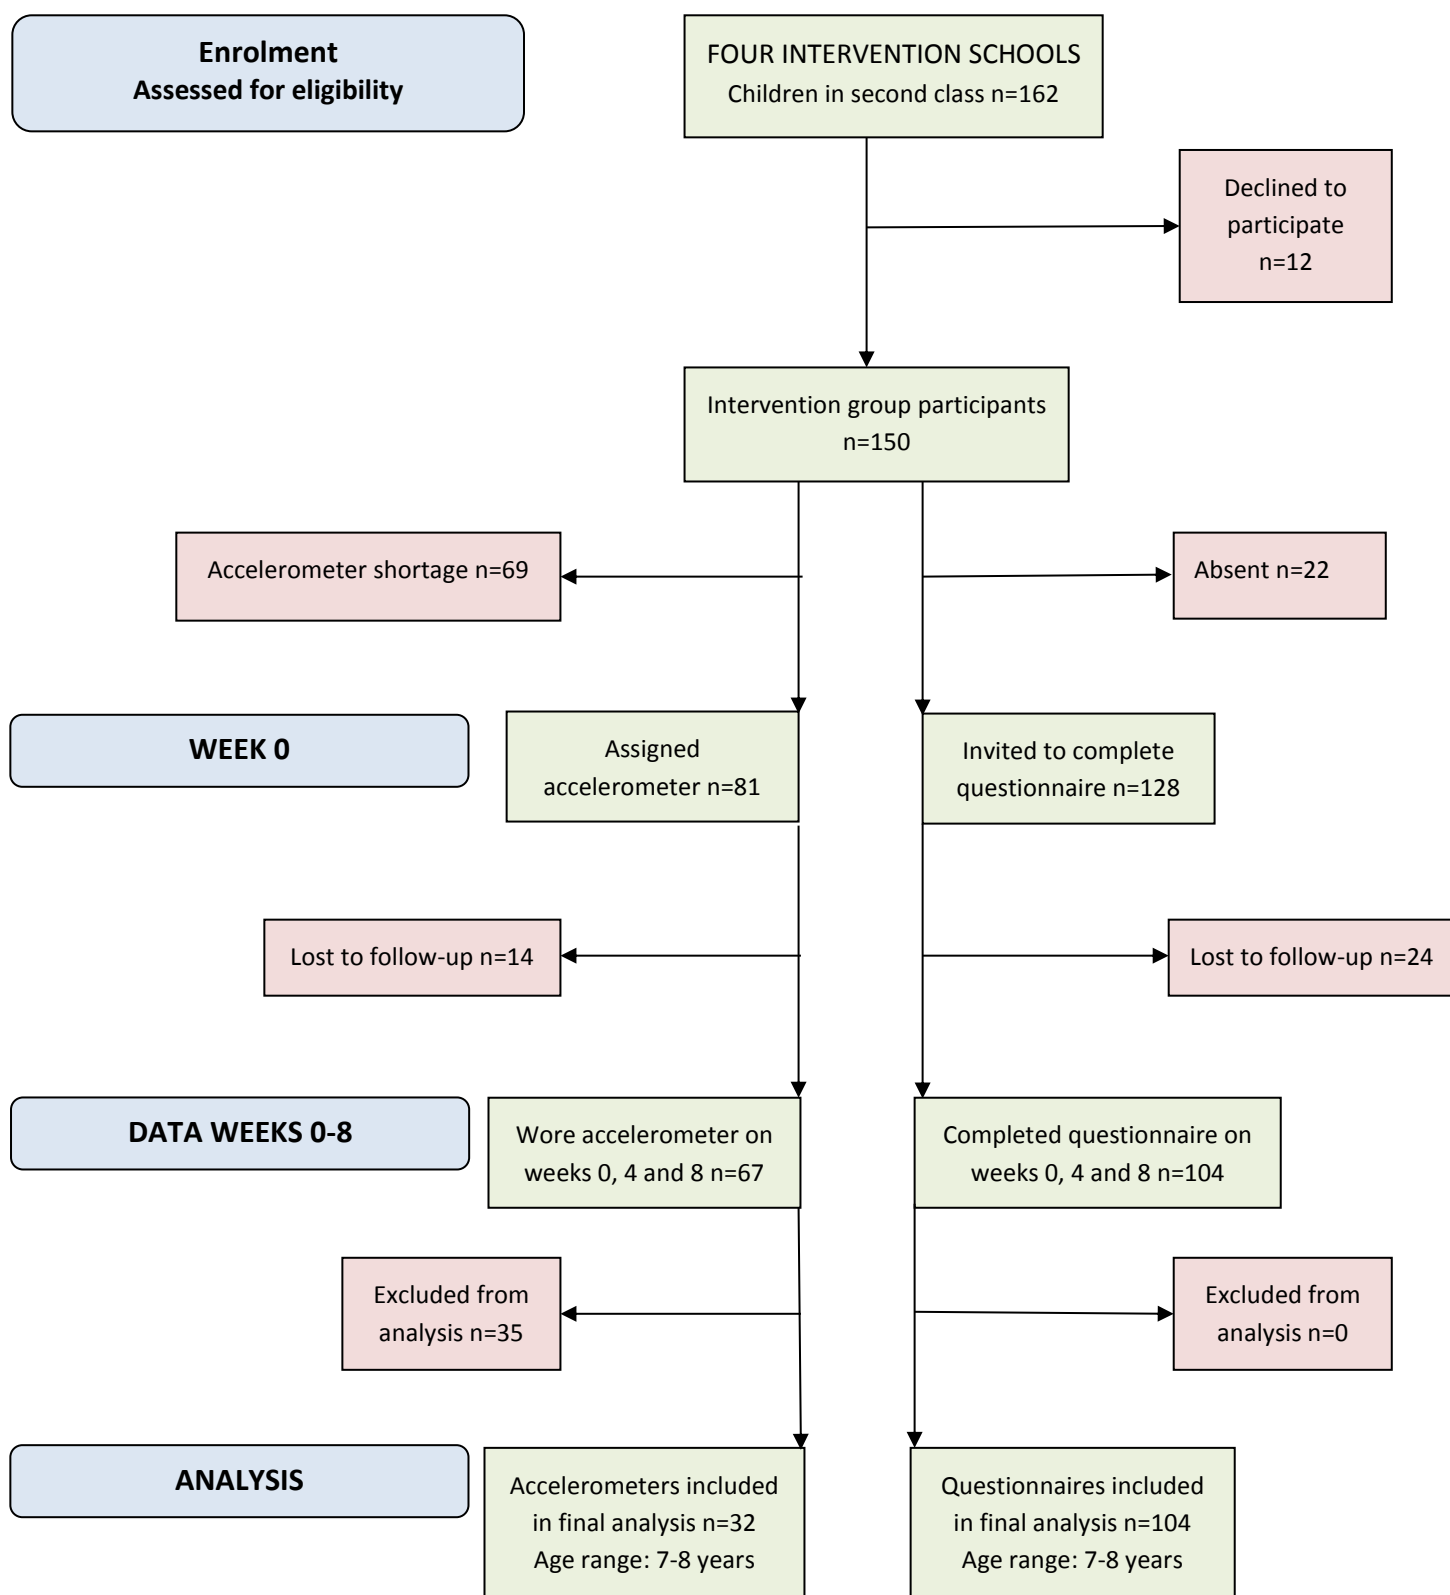 Enrolment
Assessed for eligibility
FOUR INTERVENTION SCHOOLS
Children in second class n=162
Declined to
participate
n=12
Intervention group participants
n=150
Accelerometer shortage n=69
Absent n=22
WEEK 0
Assigned
accelerometer n=81
Invited to complete
questionnaire n=128
Lost to follow-up n=14
Lost to follow-up n=24
DATA WEEKS 0-8
Wore accelerometer on
weeks 0, 4 and 8 n=67
Completed questionnaire on
weeks 0, 4 and 8 n=104
Excluded from
analysis n=35
Excluded from
analysis n=0
ANALYSIS
Accelerometers included
in final analysis n=32
Age range: 7-8 years
Questionnaires included
in final analysis n=104
Age range: 7-8 years